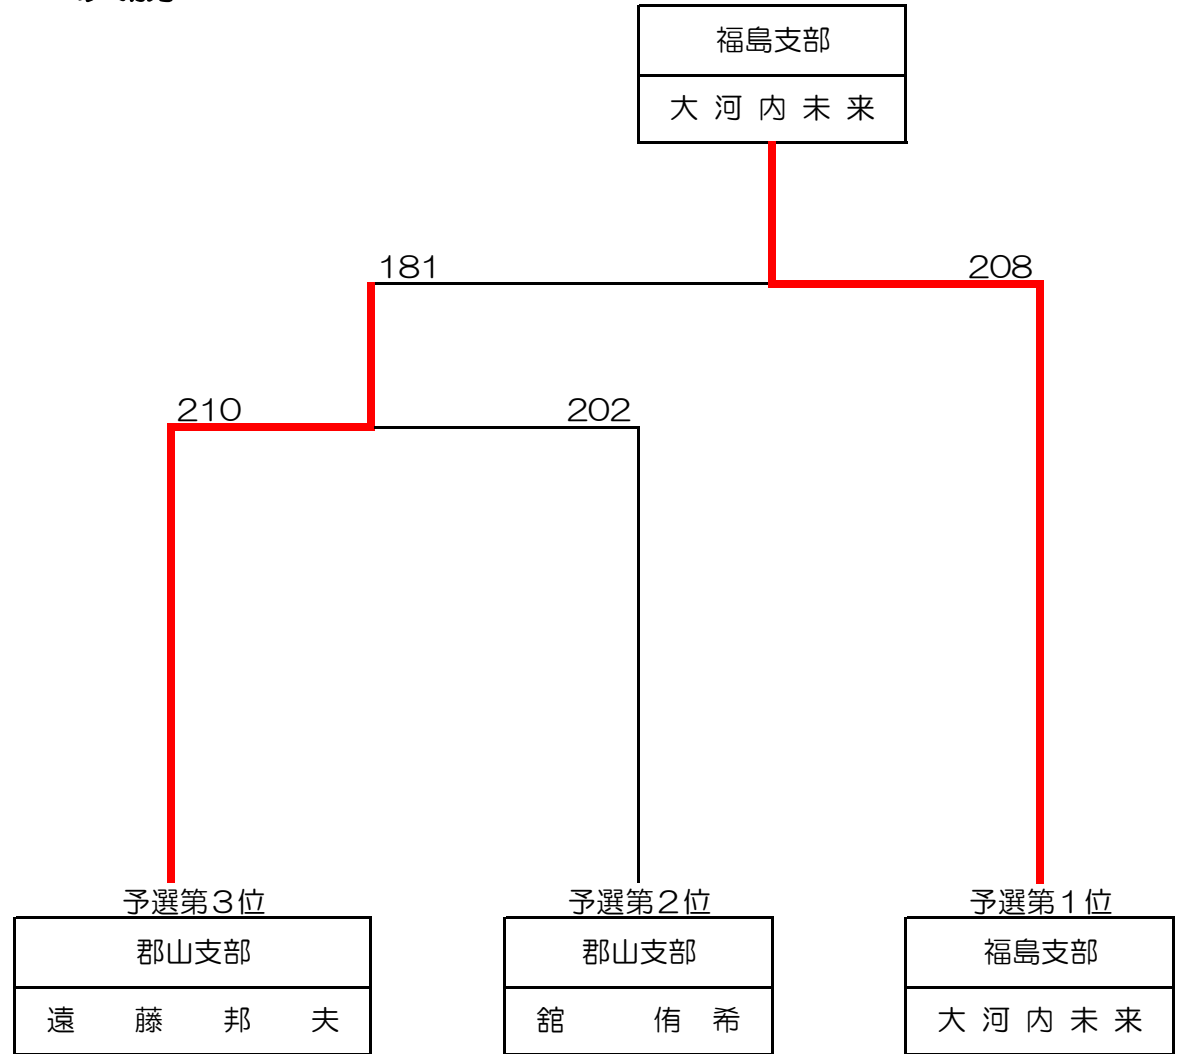 福島支部
大河内未来
181 208
210 202
予選第3位 予選第2位 予選第1位
郡山支部 郡山支部 福島支部
遠藤邦夫 舘侑希 大河内未来